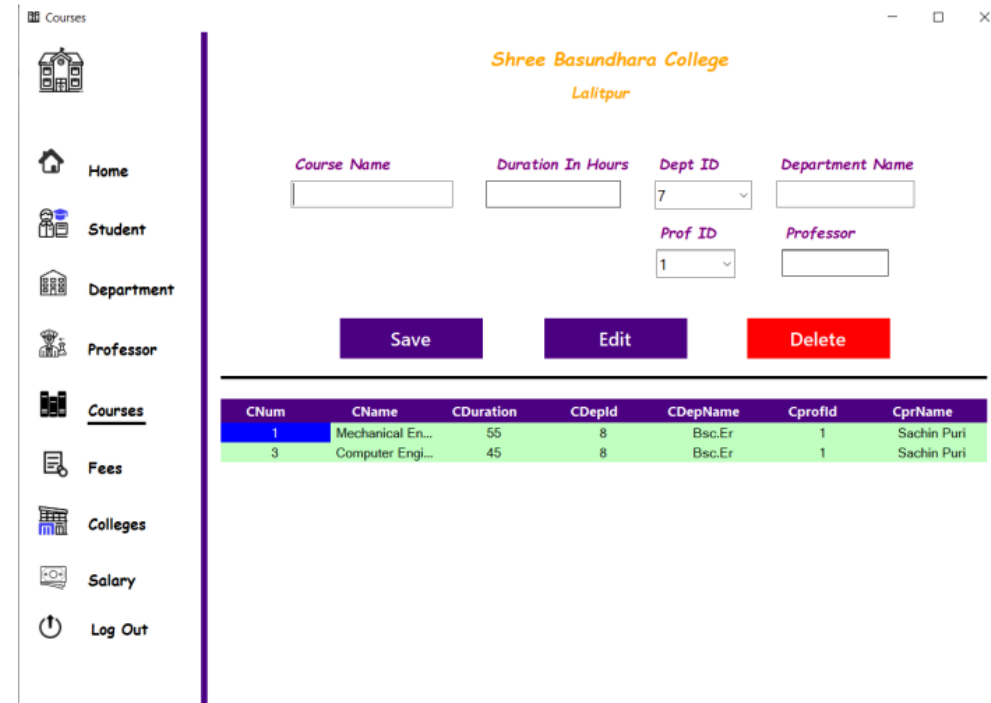 Courses
Shree Basundhara College
Lalitpur
Home
Student
Department
Professor
Courses
Fees
Colleges
Salary
Log Out
Course Name Duration In Hours Dept ID Department Name
7
Prof ID Professor
1
Save Edit Delete
CNum CName CDuration CDepId CDepName CprofId CprName
1 Mechanical En... 55 8 Bsc.Er 1 Sachin Puri
3 Computer Engi... 45 8 Bsc.Er 1 Sachin Puri